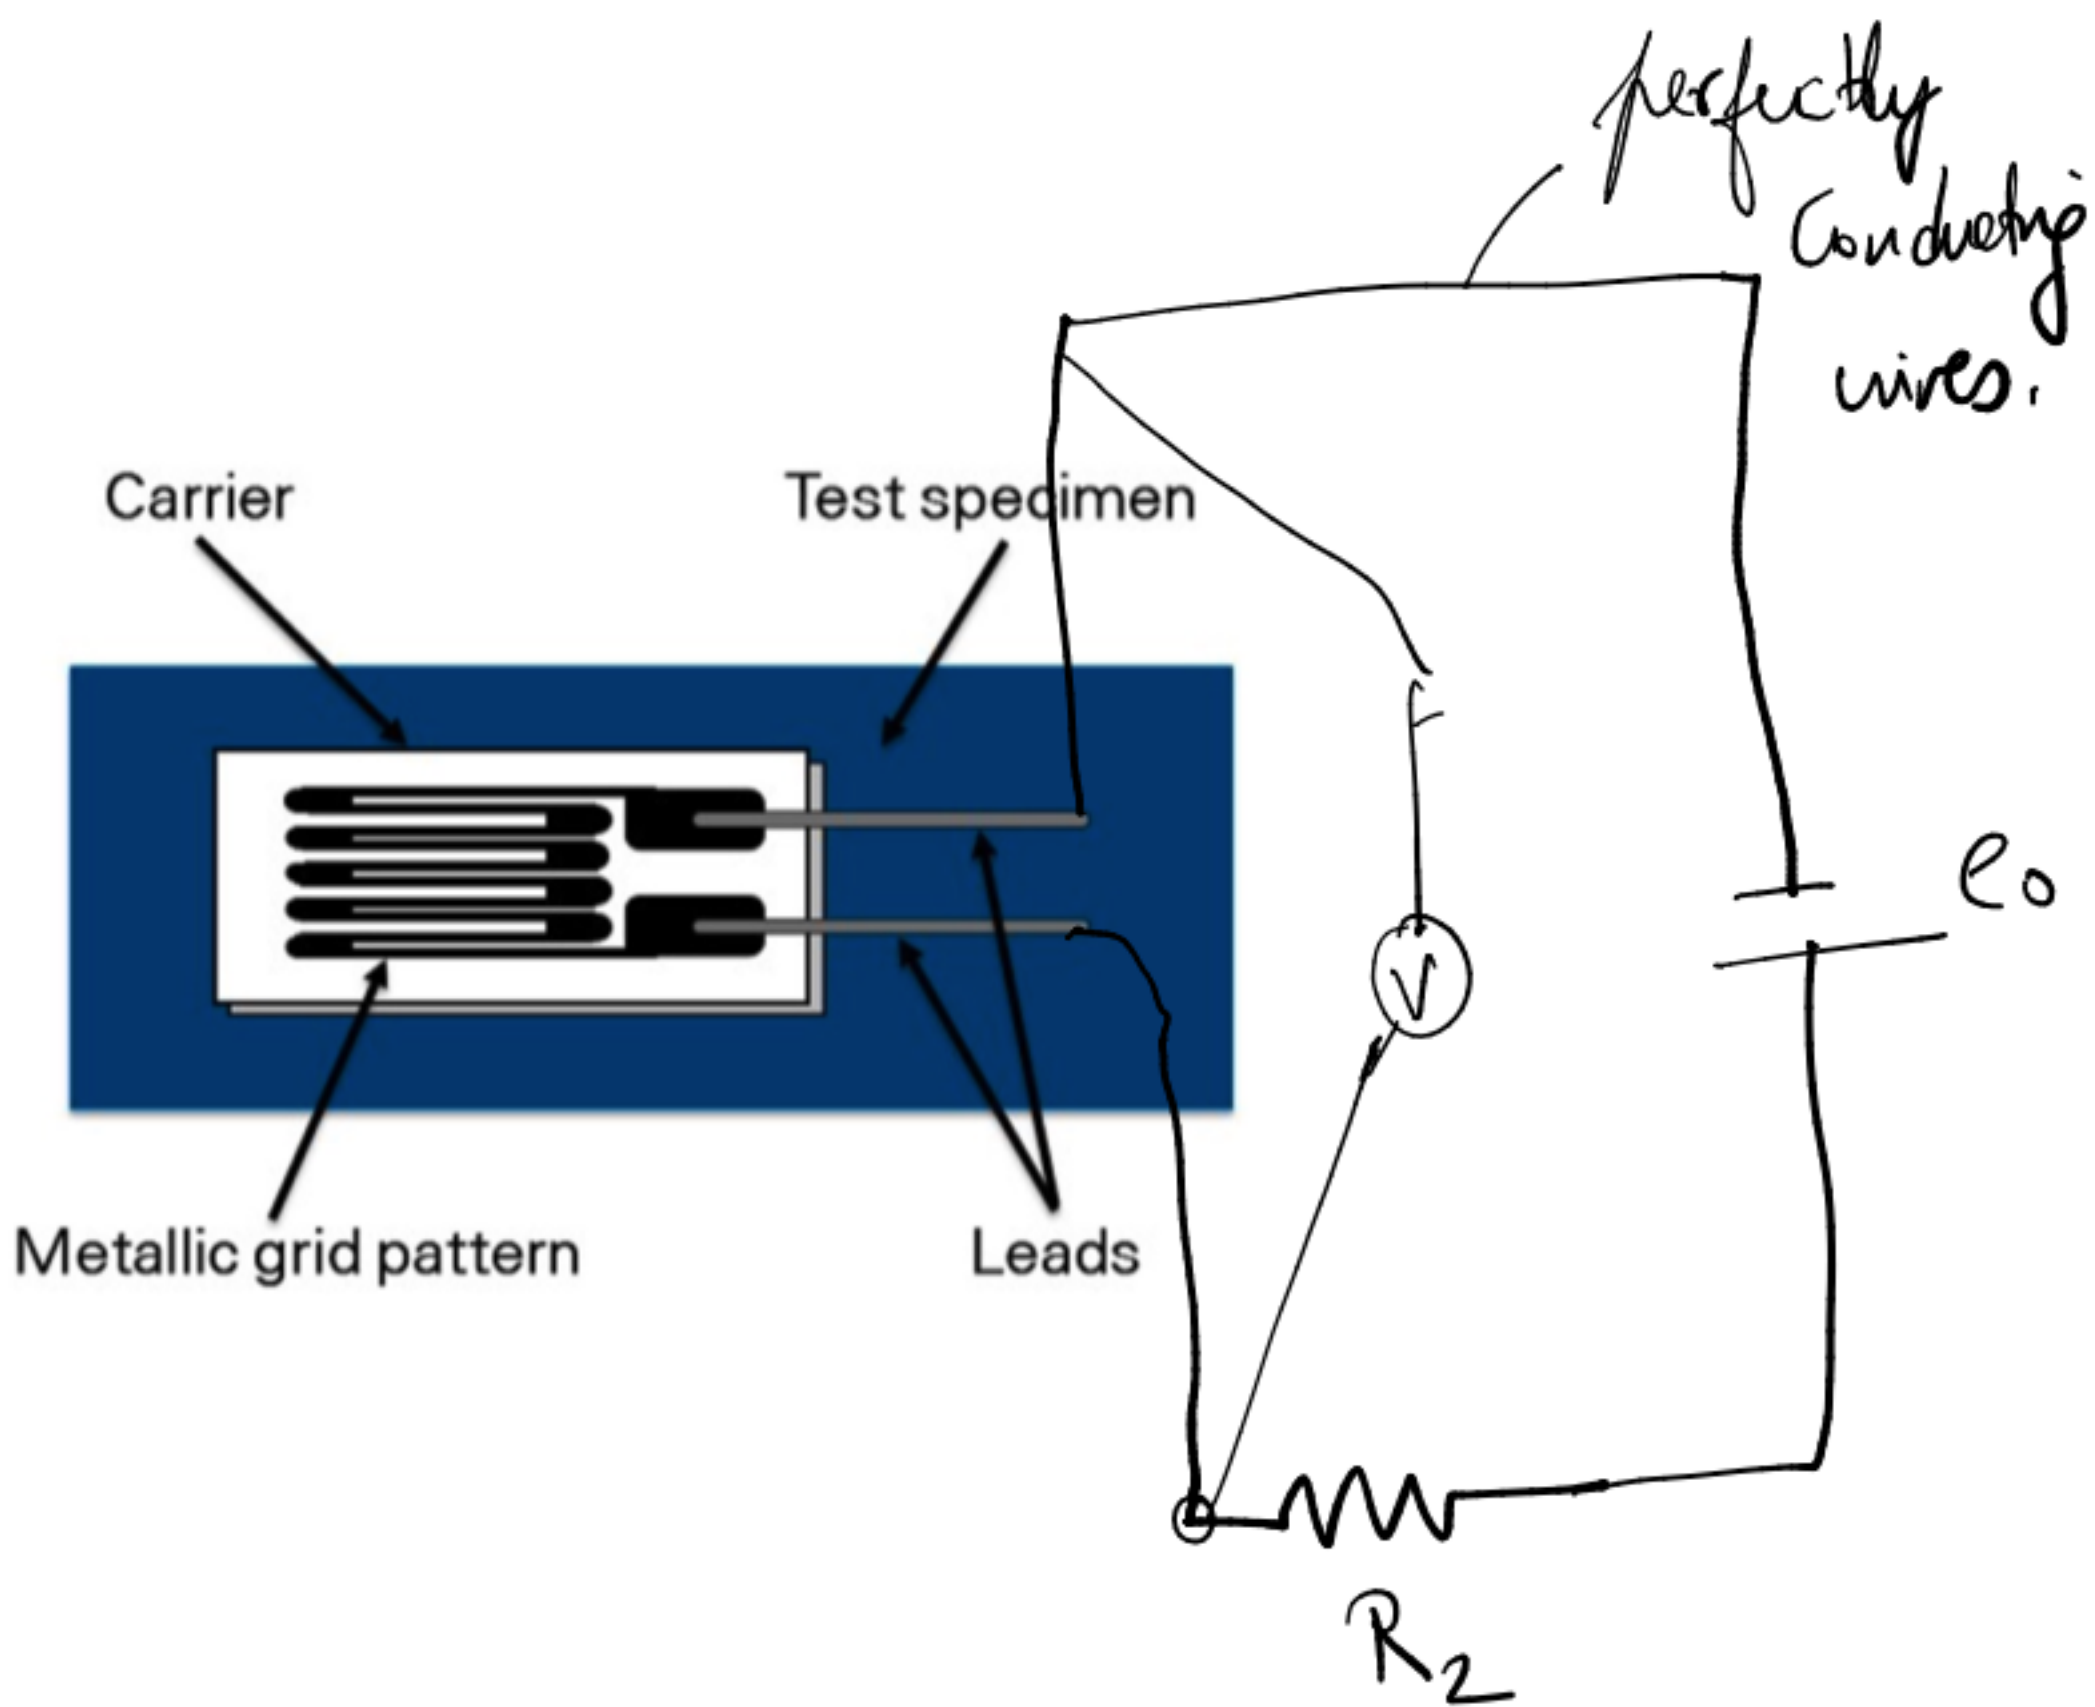 perfectly
Conducting
wires.
Carrier
Test specimen
V
e0
Metallic grid pattern
Leads
R2